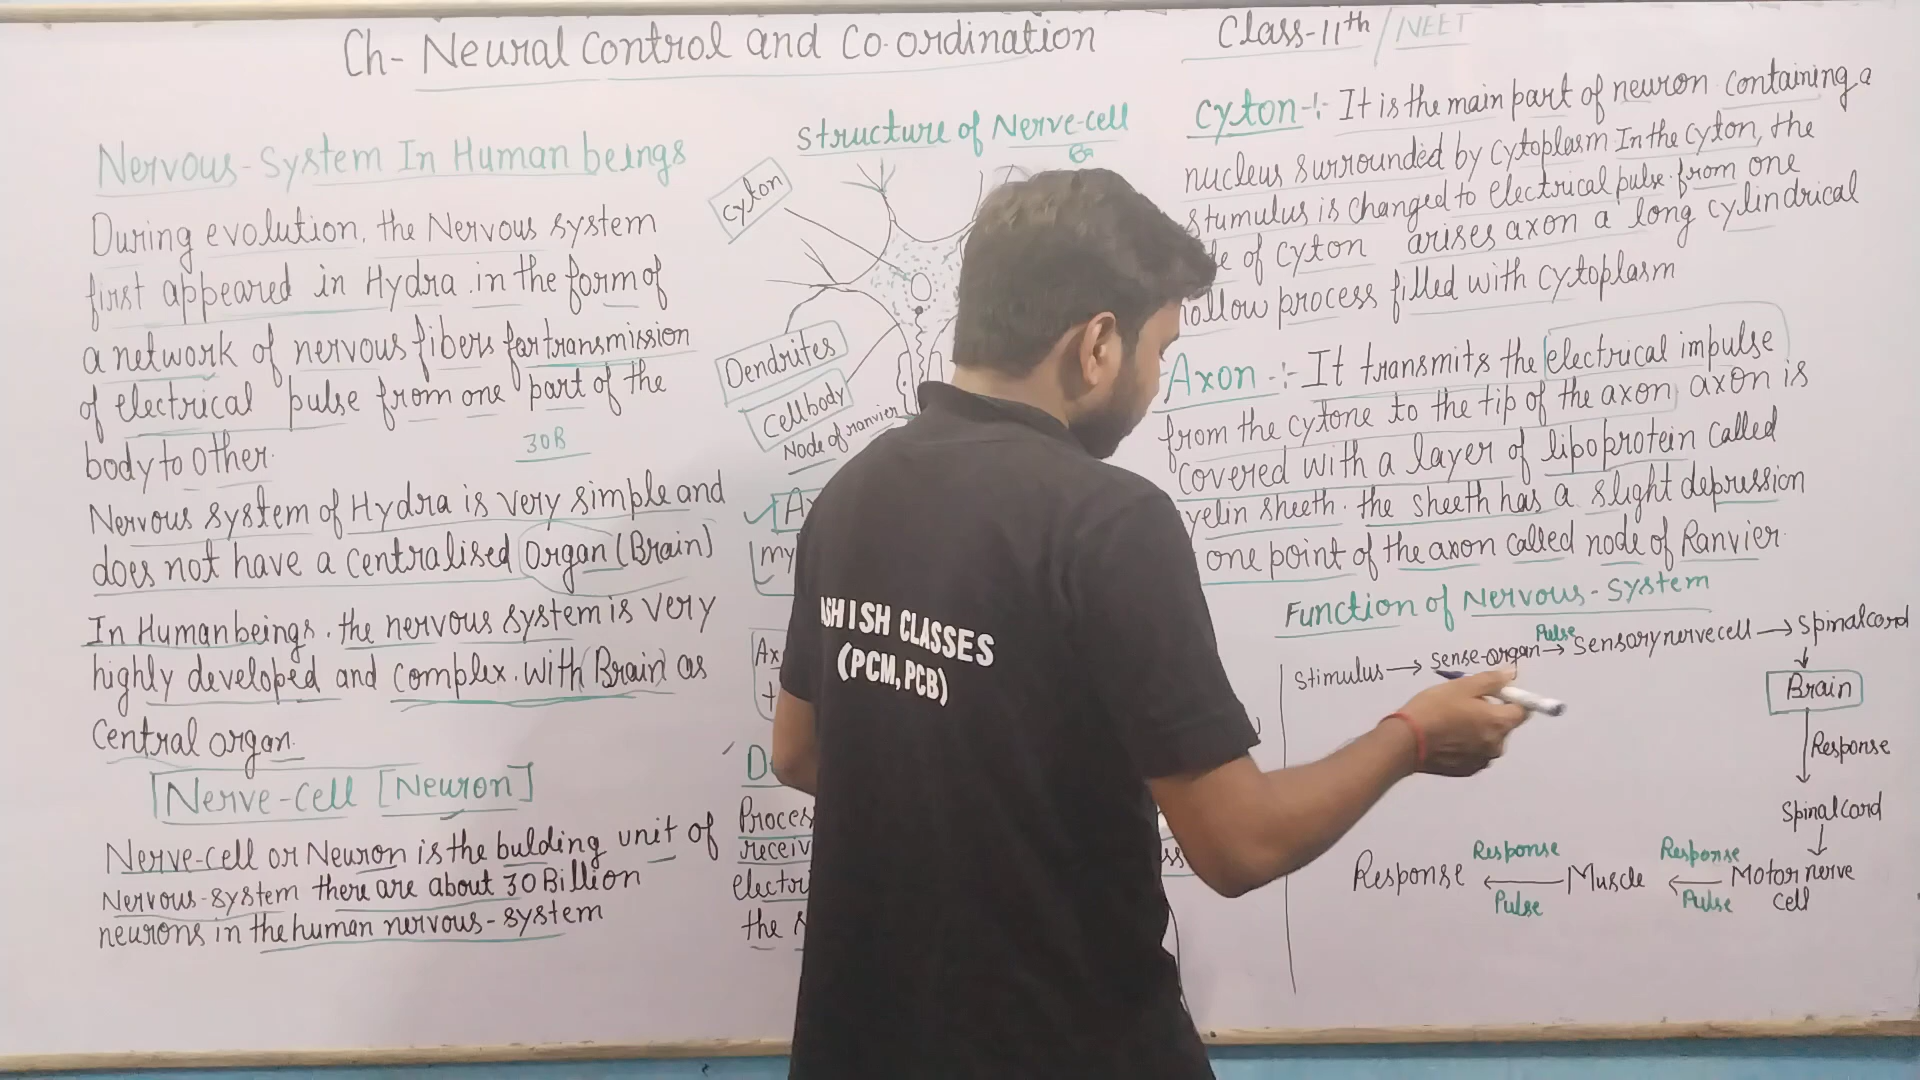 Ch- Neural Control and Co-ordination
Class-11th / NEET
Nervous-System In Human beings
During evolution, the Nervous system
first appeared in Hydra in the form of
a network of nervous fibers for transmission
of electrical pulse from one part of the
body to other.
30B
Nervous system of Hydra is very simple and
does not have a centralised Organ (Brain)
In Human beings, the nervous system is very
highly developed and complex with Brain as
Central organ.
Nerve-Cell [Neuron]
Nerve-cell or Neuron is the bulding unit of
Nervous-system there are about 30 Billion
neurons in the human nervous-system
Structure of Nerve-cell
Cyton
Dendrites
Cellbody
Node of ranvier
Process
electri
the
Cyton -: It is the main part of neuron containing a
nucleus surrounded by cytoplasm In the cyton, the
stumulus is changed to electrical pulse from one
of cyton arises axon a long cylindrical
process filled with cytoplasm
Axon -:- It transmits the electrical impulse
from the cytone to the tip of the axon axon is
covered with a layer of lipoprotein called
yelin sheeth. the sheeth has a slight depression
one point of the axon called node of Ranvier
Function of Nervous-System
Stimulus → sense-organ → Pulse Sensory nerve cell → Spinal cord
Brain
Response
Spinal cord
Response Response
Response ← Muscle ← Motor nerve
Pulse Pulse cell
ASHISH CLASSES
(PCM, PCB)